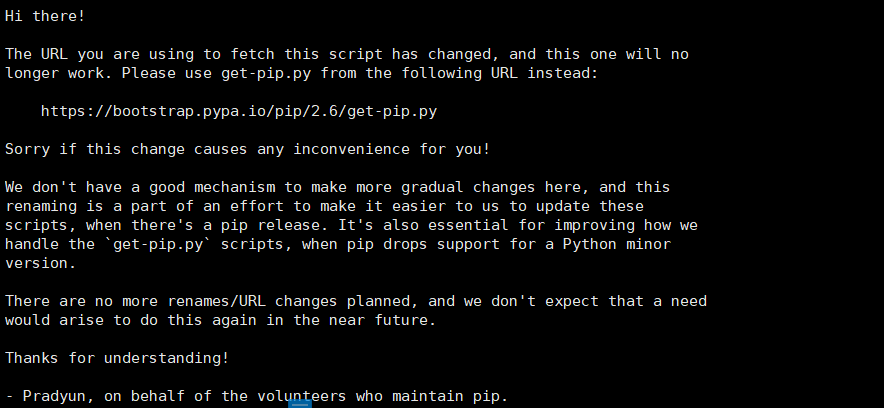 Hi there!
The URL you are using to fetch this script has changed, and this one will no
longer work. Please use get-pip.py from the following URL instead:
https://bootstrap.pypa.io/pip/2.6/get-pip.py
Sorry if this change causes any inconvenience for you!
We don't have a good mechanism to make more gradual changes here, and this
renaming is a part of an effort to make it easier to us to update these
scripts, when there's a pip release. It's also essential for improving how we
handle the `get-pip.py` scripts, when pip drops support for a Python minor
version.
There are no more renames/URL changes planned, and we don't expect that a need
would arise to do this again in the near future.
Thanks for understanding!
- Pradyun, on behalf of the volunteers who maintain pip.